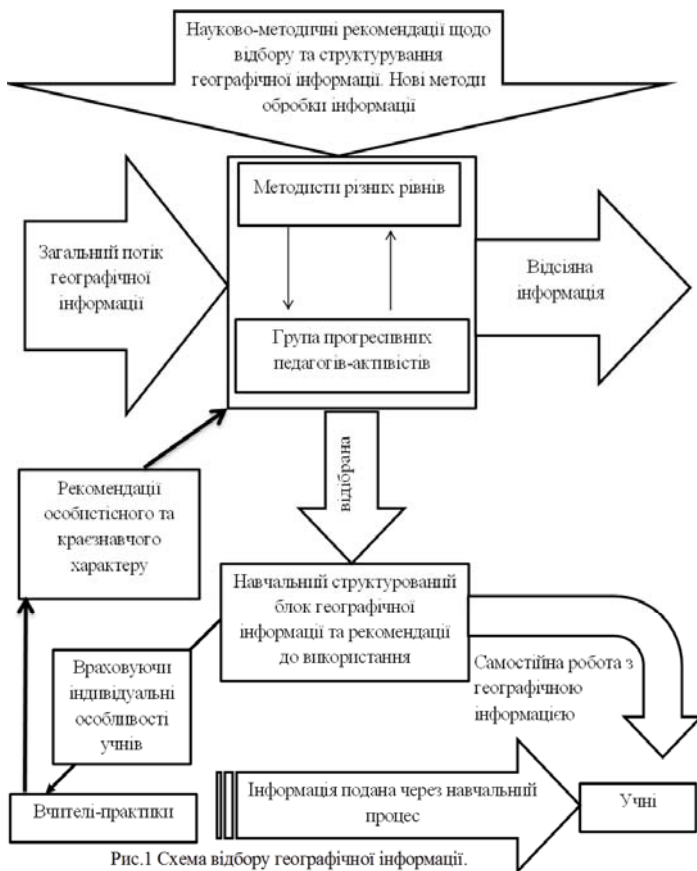 Науково-методичні рекомендації щодо
відбору та структурування
географічної інформації. Нові методи
обробки інформації
Методисти різних рівнів
Загальний потік
географічної
інформації
Відсіяна
інформація
Група прогресивних
педагогів-активістів
відібрана
Рекомендації
особистісного та
краєзнавчого
характеру
Навчальний структурований
блок географічної
інформації та рекомендації
до використання
Самостійна робота з
географічною
інформацією
Враховуючи
індивідуальні
особливості
учнів
Вчителі-практики
Інформація подана через навчальний
процес
Учні
Рис.1 Схема відбору географічної інформації.